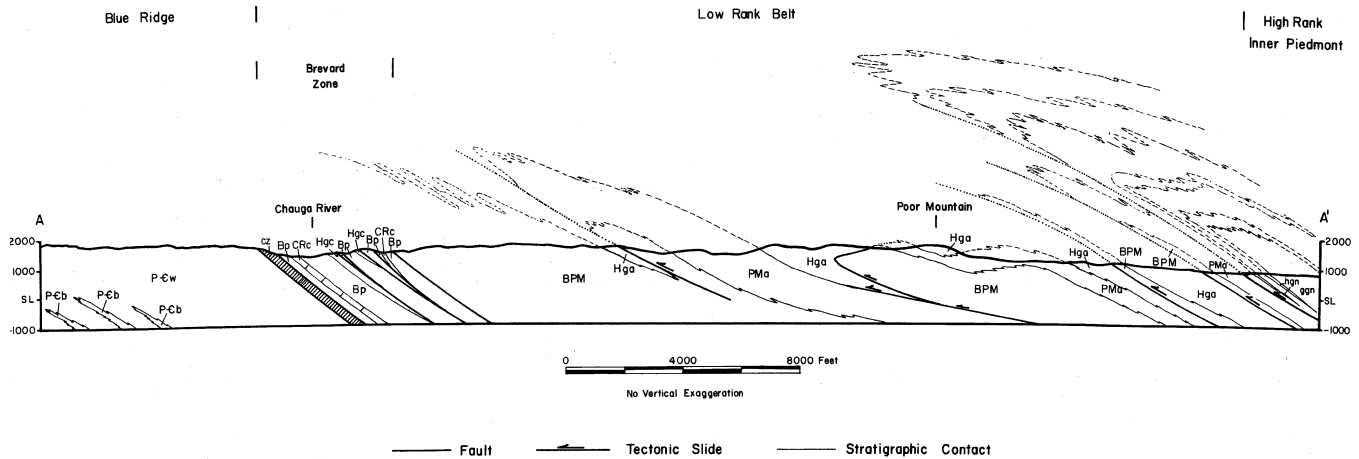 Blue Ridge
Low Rank Belt
High Rank
Inner Piedmont
Brevard
Zone
Chauga River
Poor Mountain
A
A'
2000
1000
SL
-1000
2000
1000
SL
-1000
cz
Bp
CRc
Hgc
Bp
Hgc
Bp
CRc
Bp
P-Єw
P-Єb
P-Єb
P-Єb
Bp
BPM
Hga
PMa
Hga
Hga
BPM
Hga
BPM
BPM
PMa
PMa
Hga
hgn
ggn
0 4000 8000 Feet
No Vertical Exaggeration
Fault Tectonic Slide Stratigraphic Contact